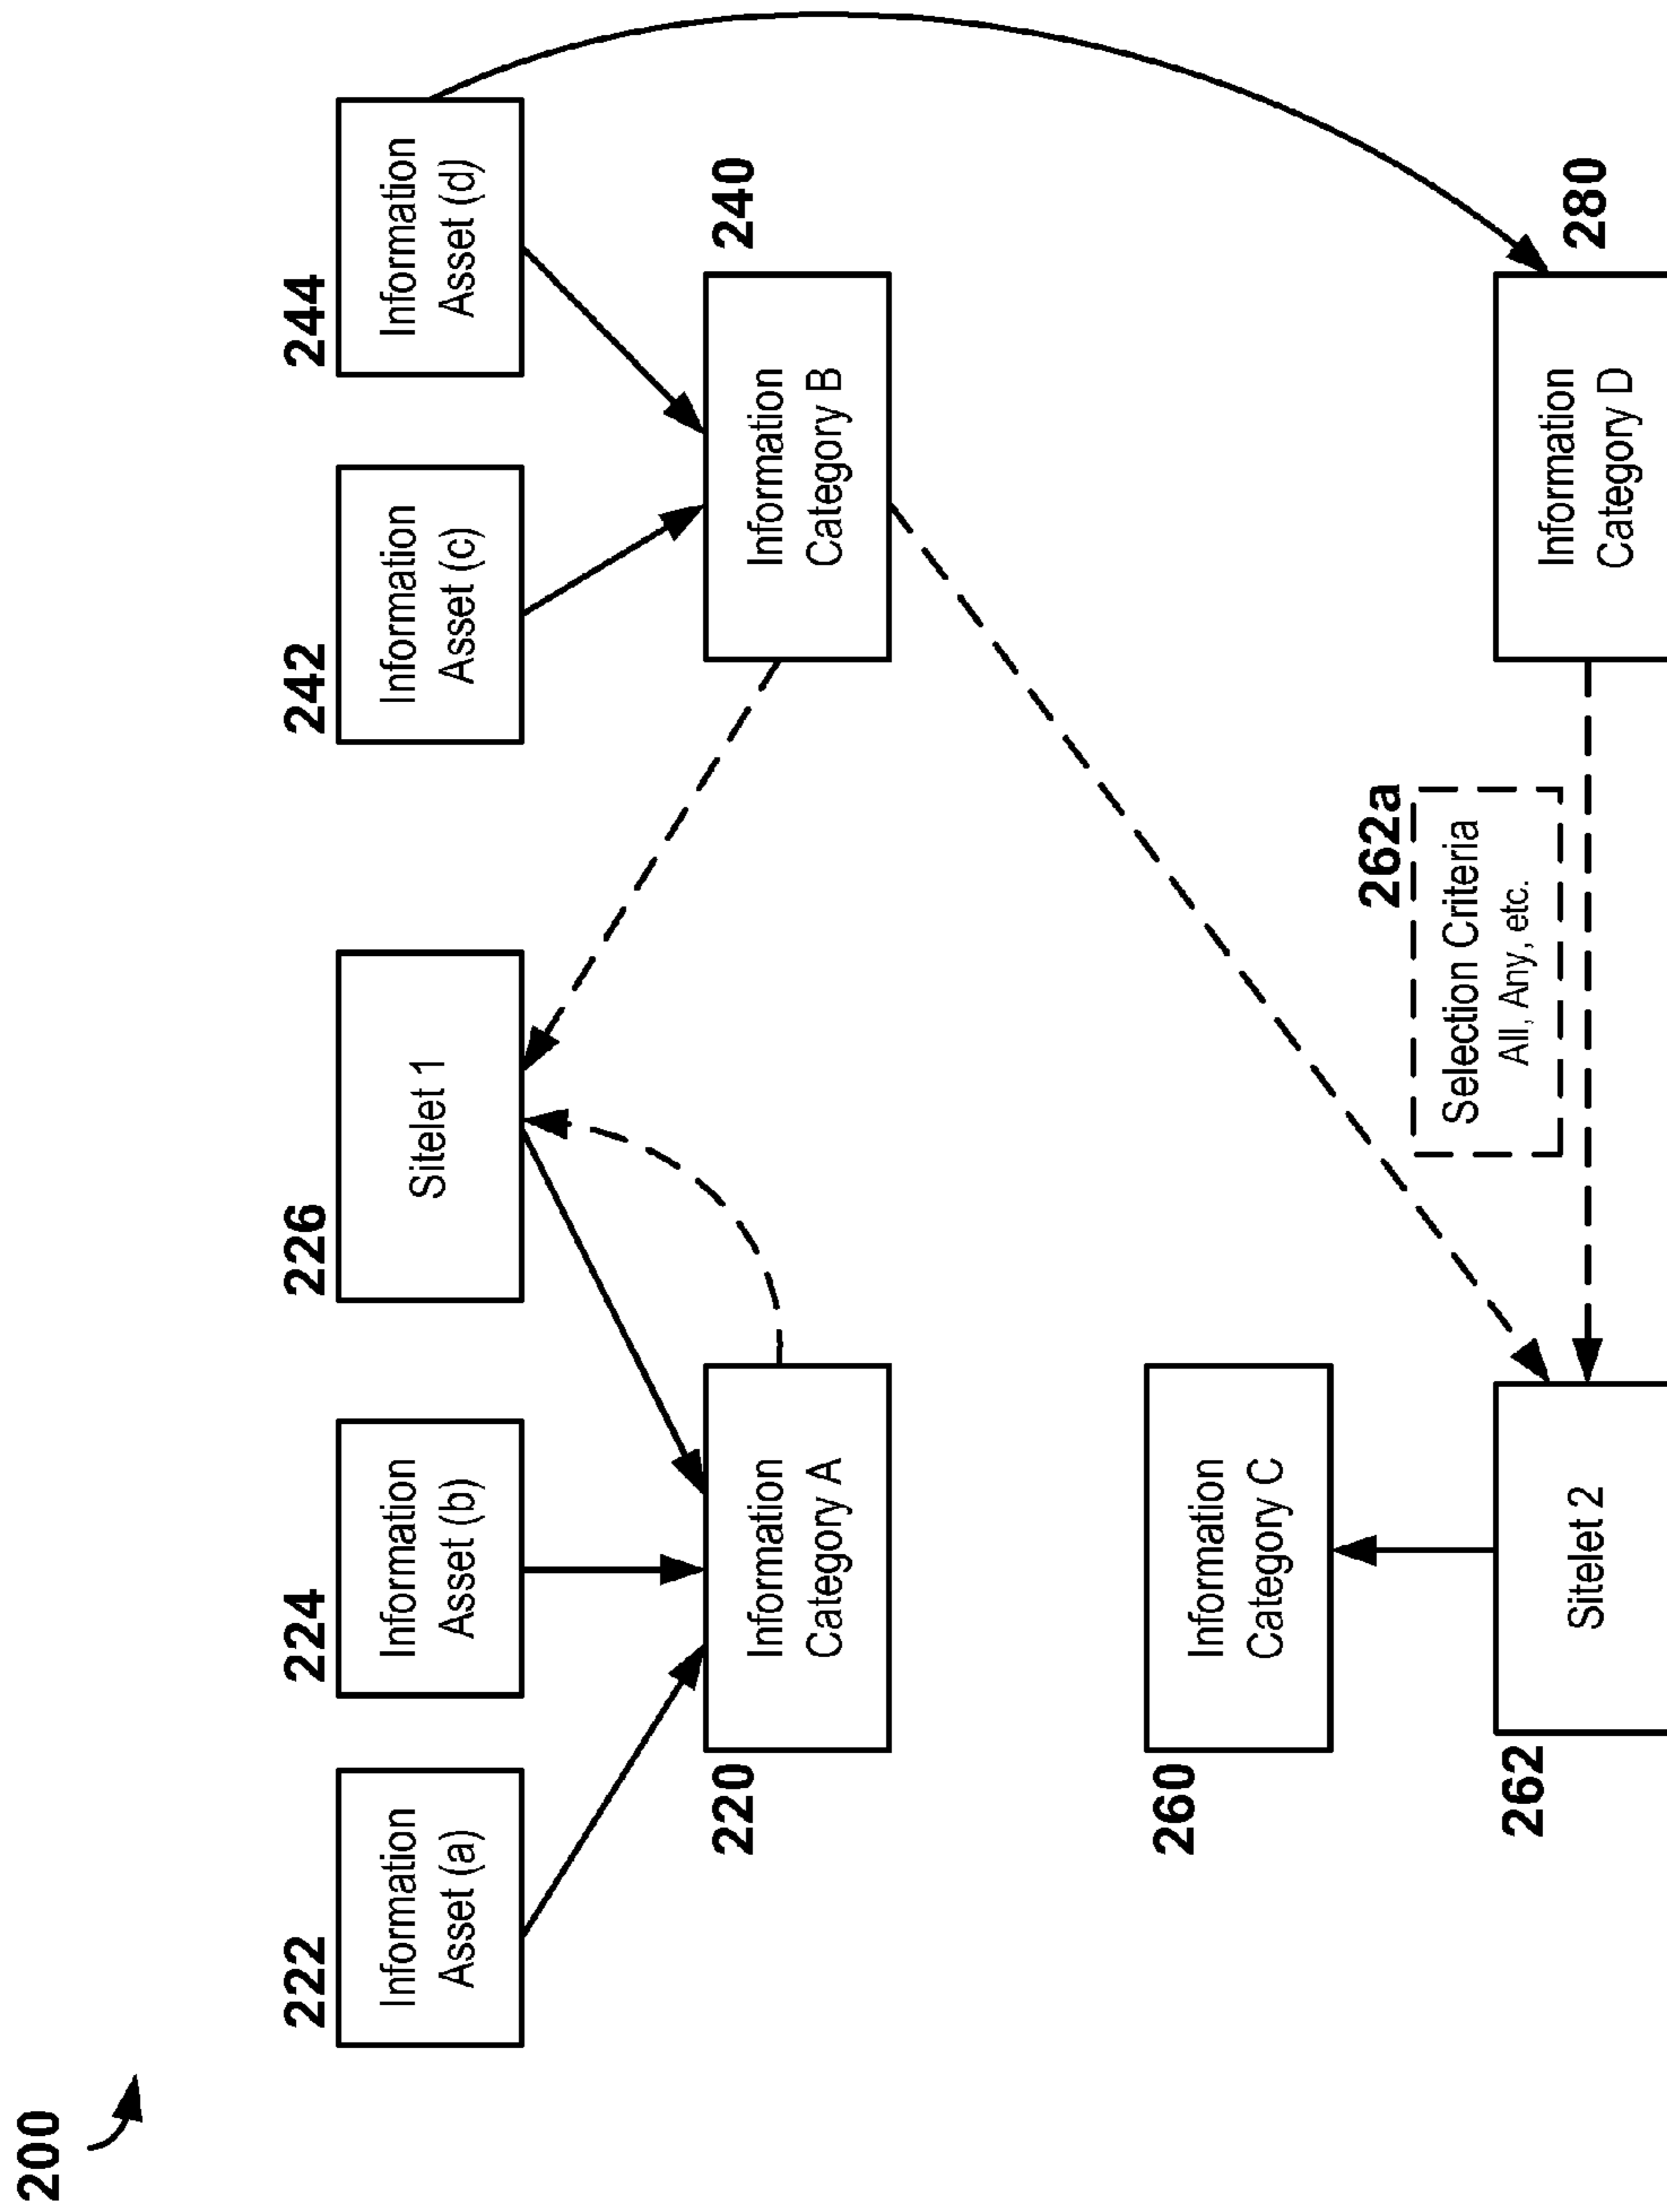 200
222
Information
Asset (a)
224
Information
Asset (b)
226
Sitelet 1
242
Information
Asset (c)
244
Information
Asset (d)
220
Information
Category A
Information
Category B
240
260
Information
Category C
262a
Selection Criteria
All, Any, etc.
262
Sitelet 2
Information
Category D
280